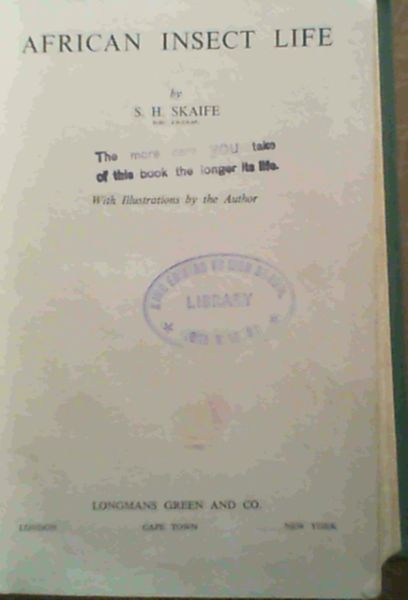 AFRICAN INSECT LIFE
by
S. H. SKAIFE
The more care you take
of this book the longer its life.
With Illustrations by the Author
LIBRARY
LONGMANS GREEN AND CO.
LONDON CAPE TOWN NEW YORK